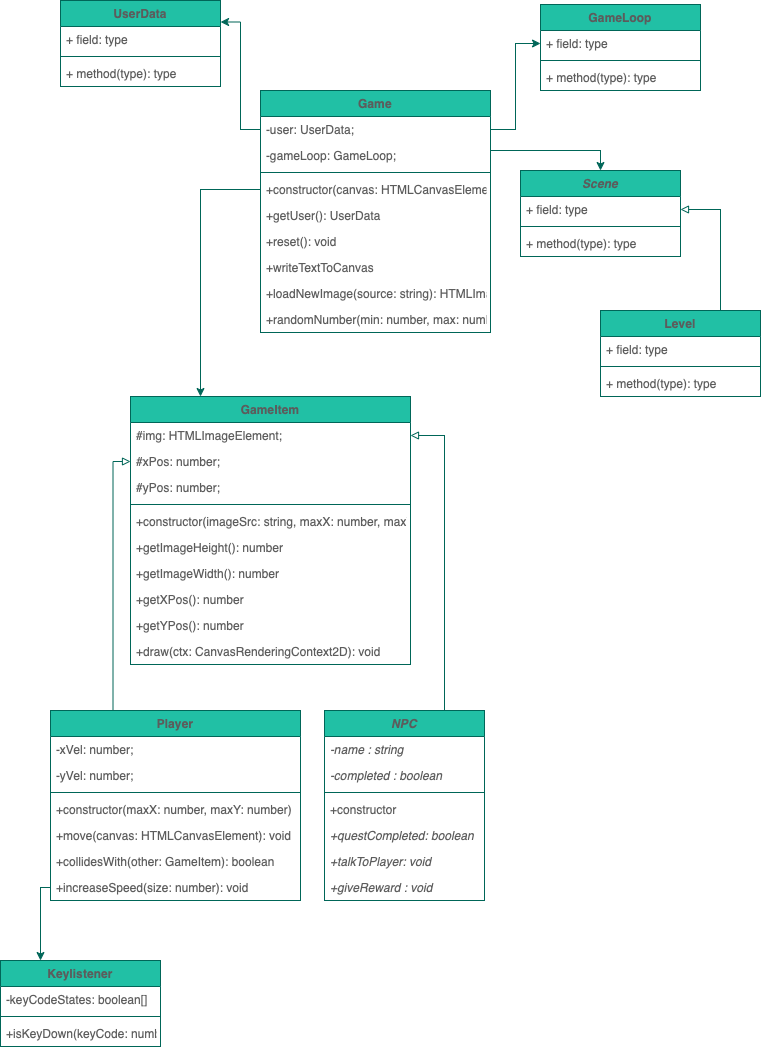 UserData
+ field: type
+ method(type): type
GameLoop
+ field: type
+ method(type): type
Game
-user: UserData;
-gameLoop: GameLoop;
+constructor(canvas: HTMLCanvasEleme
+getUser(): UserData
+reset(): void
+writeTextToCanvas
+loadNewImage(source: string): HTMLIm
+randomNumber(min: number, max: num
Scene
+ field: type
+ method(type): type
Level
+ field: type
+ method(type): type
GameItem
#img: HTMLImageElement;
#xPos: number;
#yPos: number;
+constructor(imageSrc: string, maxX: number, max
+getImageHeight(): number
+getImageWidth(): number
+getXPos(): number
+getYPos(): number
+draw(ctx: CanvasRenderingContext2D): void
Player
-xVel: number;
-yVel: number;
+constructor(maxX: number, maxY: number)
+move(canvas: HTMLCanvasElement): void
+collidesWith(other: GameItem): boolean
+increaseSpeed(size: number): void
NPC
-name : string
-completed : boolean
+constructor
+questCompleted: boolean
+talkToPlayer: void
+giveReward : void
Keylistener
-keyCodeStates: boolean[]
+isKeyDown(keyCode: numb